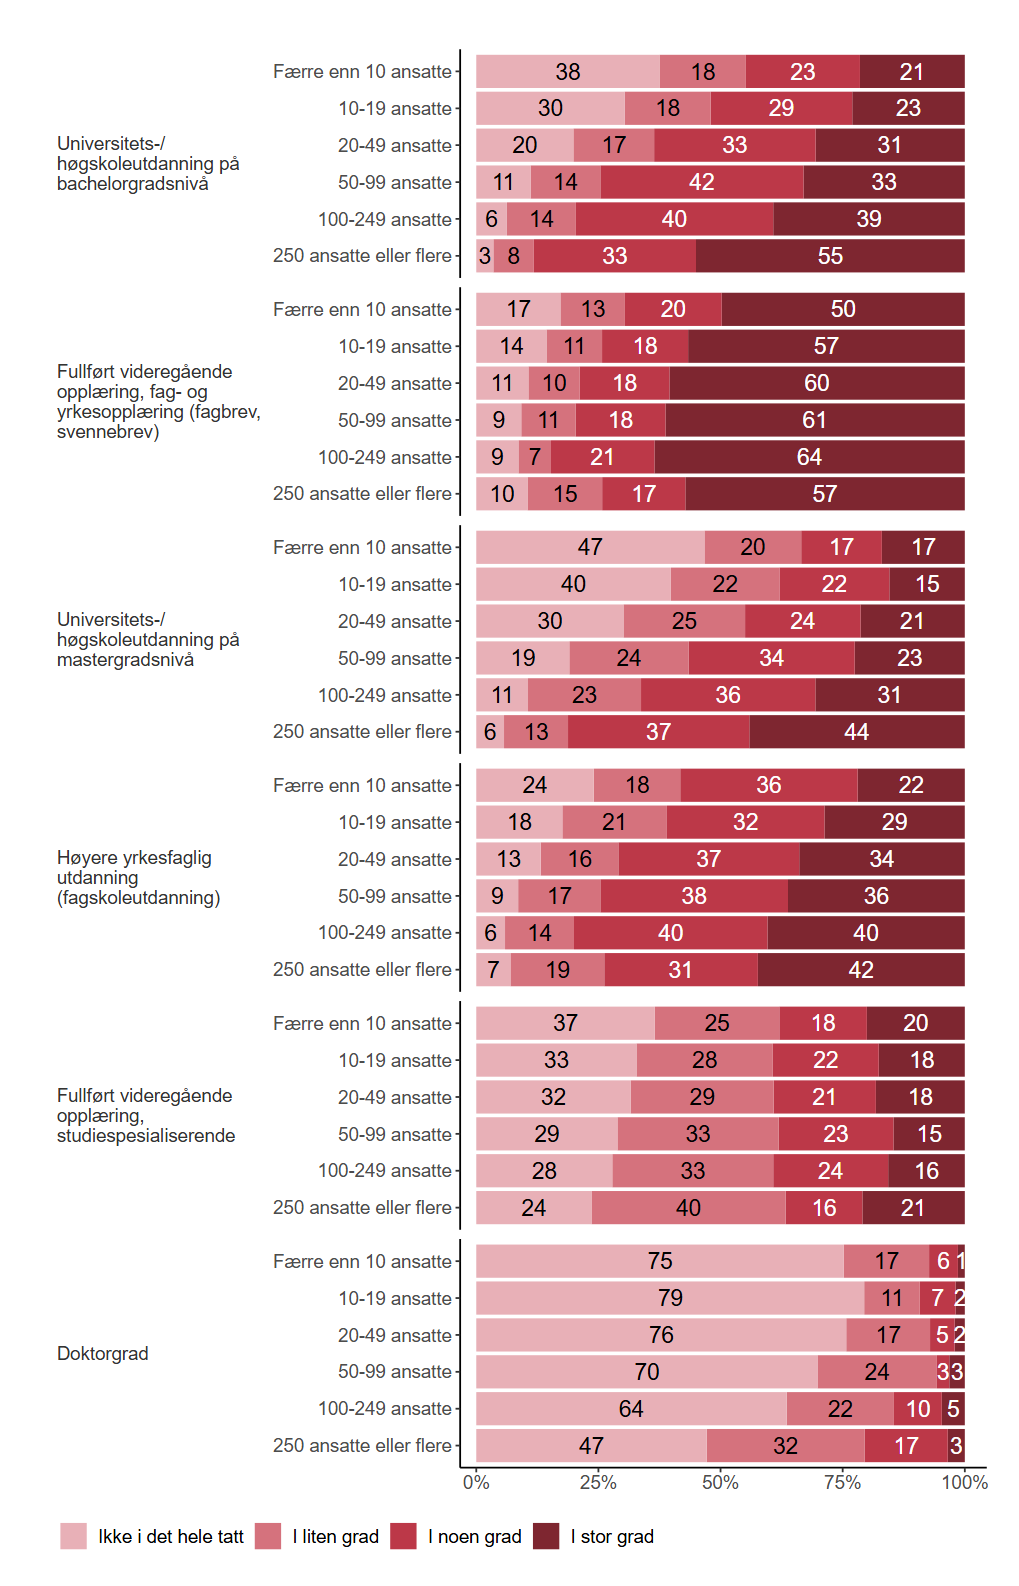 Universitets-/
høgskoleutdanning på
bachelorgradsnivå
Færre enn 10 ansatte 38 18 23 21
10-19 ansatte 30 18 29 23
20-49 ansatte 20 17 33 31
50-99 ansatte 11 14 42 33
100-249 ansatte 6 14 40 39
250 ansatte eller flere 3 8 33 55
Fullført videregående
opplæring, fag- og
yrkesopplæring (fagbrev,
svennebrev)
Færre enn 10 ansatte 17 13 20 50
10-19 ansatte 14 11 18 57
20-49 ansatte 11 10 18 60
50-99 ansatte 9 11 18 61
100-249 ansatte 9 7 21 64
250 ansatte eller flere 10 15 17 57
Universitets-/
høgskoleutdanning på
mastergradsnivå
Færre enn 10 ansatte 47 20 17 17
10-19 ansatte 40 22 22 15
20-49 ansatte 30 25 24 21
50-99 ansatte 19 24 34 23
100-249 ansatte 11 23 36 31
250 ansatte eller flere 6 13 37 44
Høyere yrkesfaglig
utdanning
(fagskoleutdanning)
Færre enn 10 ansatte 24 18 36 22
10-19 ansatte 18 21 32 29
20-49 ansatte 13 16 37 34
50-99 ansatte 9 17 38 36
100-249 ansatte 6 14 40 40
250 ansatte eller flere 7 19 31 42
Fullført videregående
opplæring,
studiespesialiserende
Færre enn 10 ansatte 37 25 18 20
10-19 ansatte 33 28 22 18
20-49 ansatte 32 29 21 18
50-99 ansatte 29 33 23 15
100-249 ansatte 28 33 24 16
250 ansatte eller flere 24 40 16 21
Doktorgrad
Færre enn 10 ansatte 75 17 6 1
10-19 ansatte 79 11 7 2
20-49 ansatte 76 17 5 2
50-99 ansatte 70 24 3 3
100-249 ansatte 64 22 10 5
250 ansatte eller flere 47 32 17 3
0% 25% 50% 75% 100%
Ikke i det hele tatt I liten grad I noen grad I stor grad